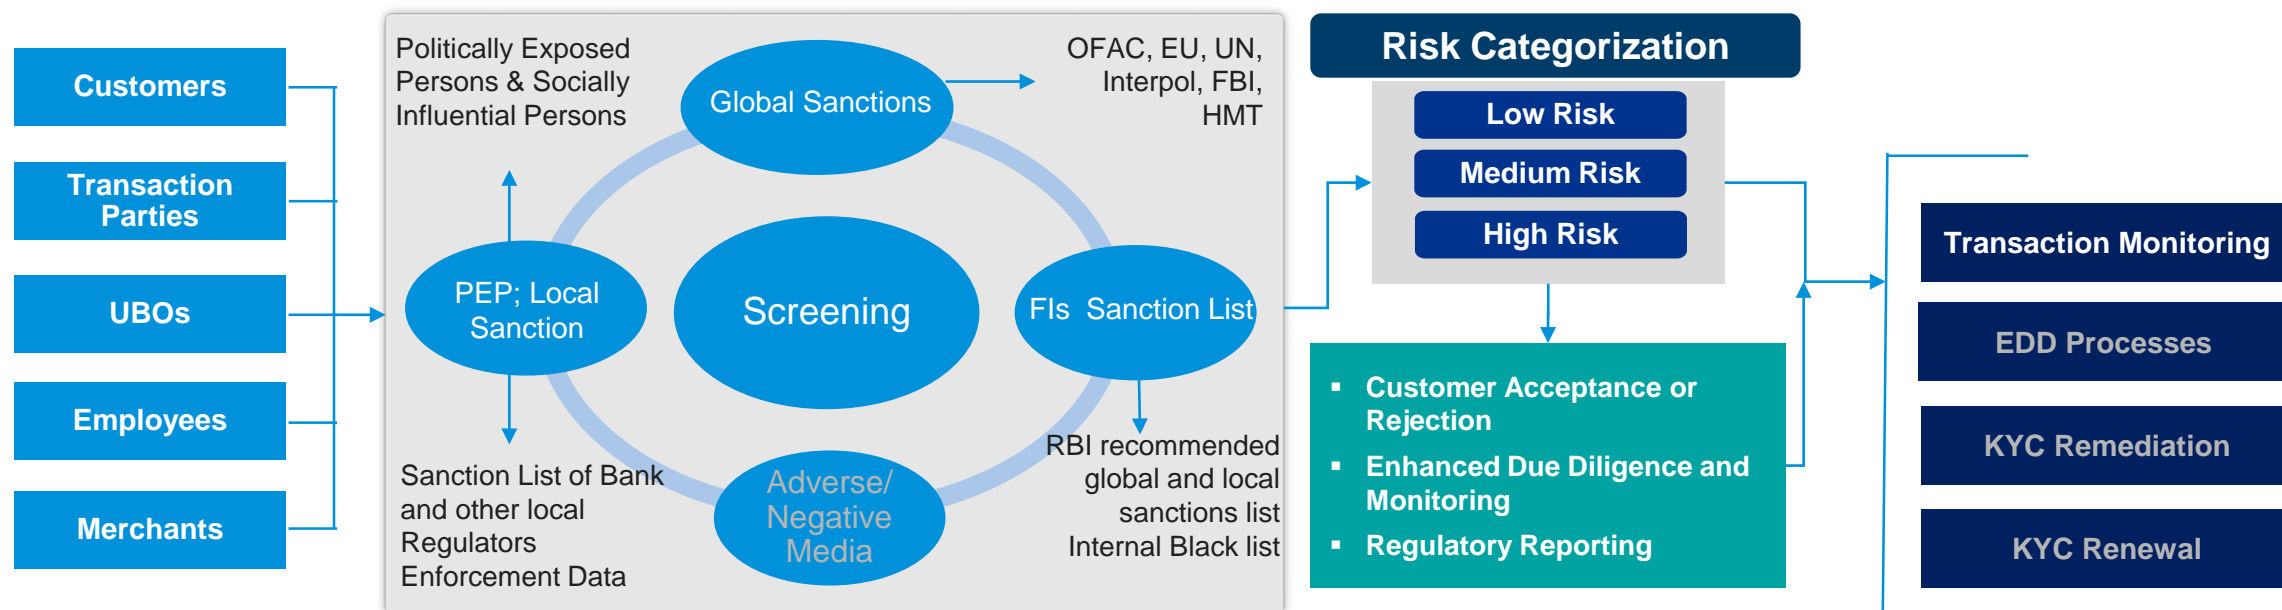 Customers
Transaction
Parties
UBOs
Employees
Merchants
Politically Exposed
Persons & Socially
Influential Persons
Global Sanctions
OFAC, EU, UN,
Interpol, FBI,
HMT
PEP; Local
Sanction
Screening
FIs  Sanction List
Sanction List of Bank
and other local
Regulators
Enforcement Data
Adverse/
Negative
Media
RBI recommended
global and local
sanctions list
Internal Black list
Risk Categorization
Low Risk
Medium Risk
High Risk
▪ Customer Acceptance or
Rejection
▪ Enhanced Due Diligence and
Monitoring
▪ Regulatory Reporting
Transaction Monitoring
EDD Processes
KYC Remediation
KYC Renewal